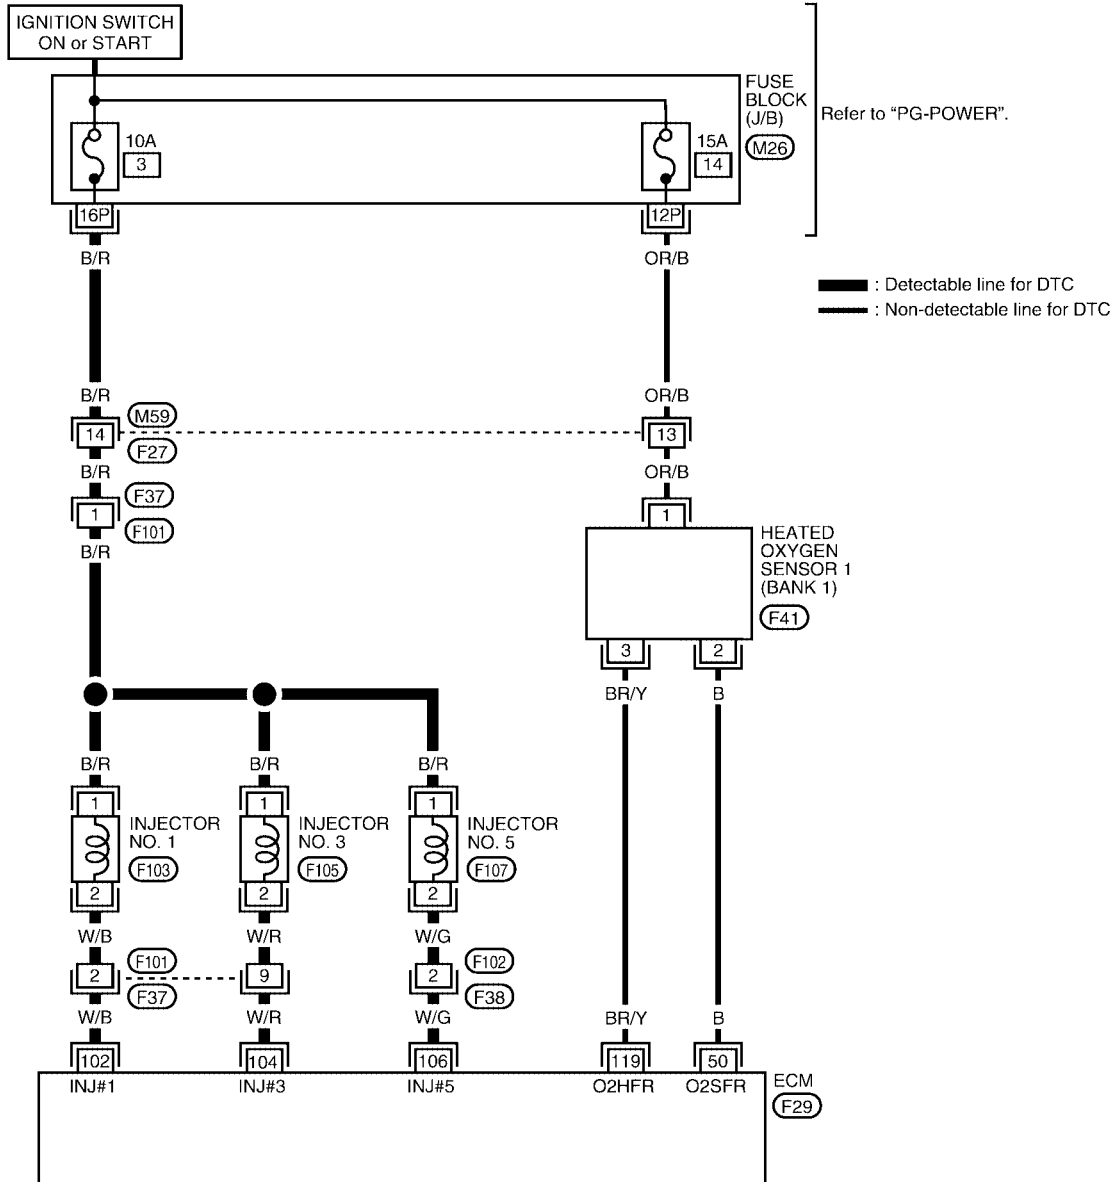 IGNITION SWITCH
ON or START
FUSE
BLOCK
(J/B)
M26
Refer to “PG-POWER”.
10A
3
15A
14
16P
12P
B/R
OR/B
: Detectable line for DTC
: Non-detectable line for DTC
B/R
OR/B
M59
14
13
F27
B/R
OR/B
F37
1
1
F101
B/R
HEATED
OXYGEN
SENSOR 1
(BANK 1)
F41
3
2
BR/Y
B
B/R
B/R
B/R
1
1
1
INJECTOR
NO. 1
F103
INJECTOR
NO. 3
F105
INJECTOR
NO. 5
F107
2
2
2
W/B
W/R
W/G
F101
F102
2
9
2
F37
F38
W/B
W/R
W/G
BR/Y
B
102
104
106
119
50
INJ#1
INJ#3
INJ#5
O2HFR
O2SFR
ECM
F29